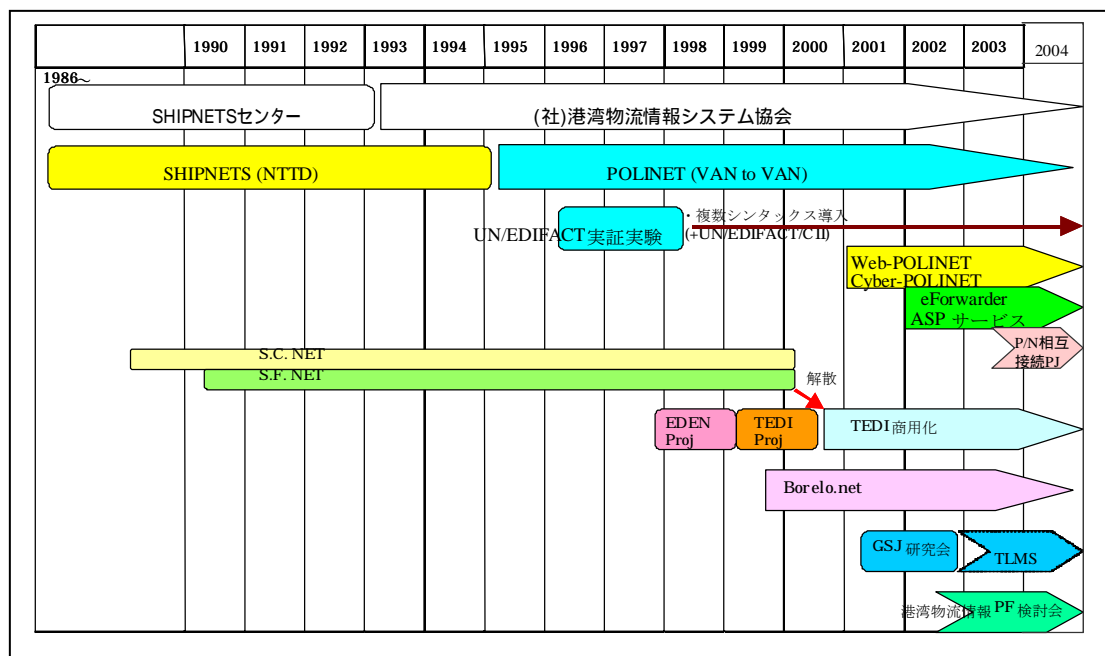 1990 1991 1992 1993 1994 1995 1996 1997 1998 1999 2000 2001 2002 2003 2004
1986～
SHIPNETSセンター
(社)港湾物流情報システム協会
SHIPNETS (NTTD)
POLINET (VAN to VAN)
UN/EDIFACT実証実験
・複数シンタックス導入
(+UN/EDIFACT/CII)
Web-POLINET
Cyber-POLINET
eForwarder
ASP サービス
P/N相互
接続PJ
S.C. NET
S.F. NET
解散
EDEN
Proj
TEDI
Proj
TEDI商用化
Borelo.net
GSJ研究会
TLMS
港湾物流情報PF検討会